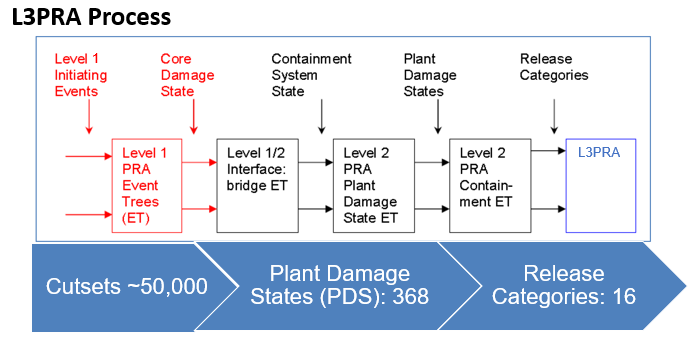 L3PRA Process
Level 1
Initiating
Events
Core
Damage
State
Containment
System
State
Plant
Damage
States
Release
Categories
Level 1
PRA
Event
Trees
(ET)
Level 1/2
Interface:
bridge ET
Level 2
PRA
Plant
Damage
State ET
Level 2
PRA
Contain-
ment ET
L3PRA
Cutsets ~50,000
Plant Damage
States (PDS): 368
Release
Categories: 16